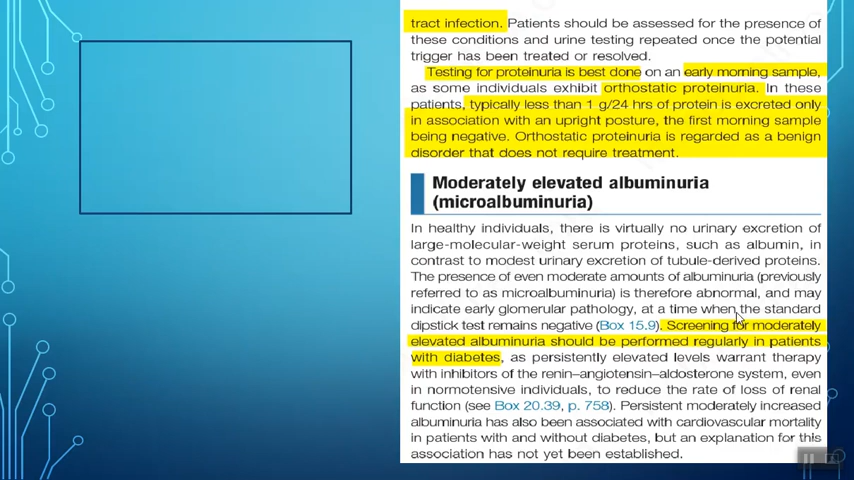 tract infection. Patients should be assessed for the presence of
these conditions and urine testing repeated once the potential
trigger has been treated or resolved.
Testing for proteinuria is best done on an early morning sample,
as some individuals exhibit orthostatic proteinuria. In these
patients, typically less than 1 g/24 hrs of protein is excreted only
in association with an upright posture, the first morning sample
being negative. Orthostatic proteinuria is regarded as a benign
disorder that does not require treatment.
Moderately elevated albuminuria
(microalbuminuria)
In healthy individuals, there is virtually no urinary excretion of
large-molecular-weight serum proteins, such as albumin, in
contrast to modest urinary excretion of tubule-derived proteins.
The presence of even moderate amounts of albuminuria (previously
referred to as microalbuminuria) is therefore abnormal, and may
indicate early glomerular pathology, at a time when the standard
dipstick test remains negative (Box 15.9). Screening for moderately
elevated albuminuria should be performed regularly in patients
with diabetes, as persistently elevated levels warrant therapy
with inhibitors of the renin–angiotensin–aldosterone system, even
in normotensive individuals, to reduce the rate of loss of renal
function (see Box 20.39, p. 758). Persistent moderately increased
albuminuria has also been associated with cardiovascular mortality
in patients with and without diabetes, but an explanation for this
association has not yet been established.